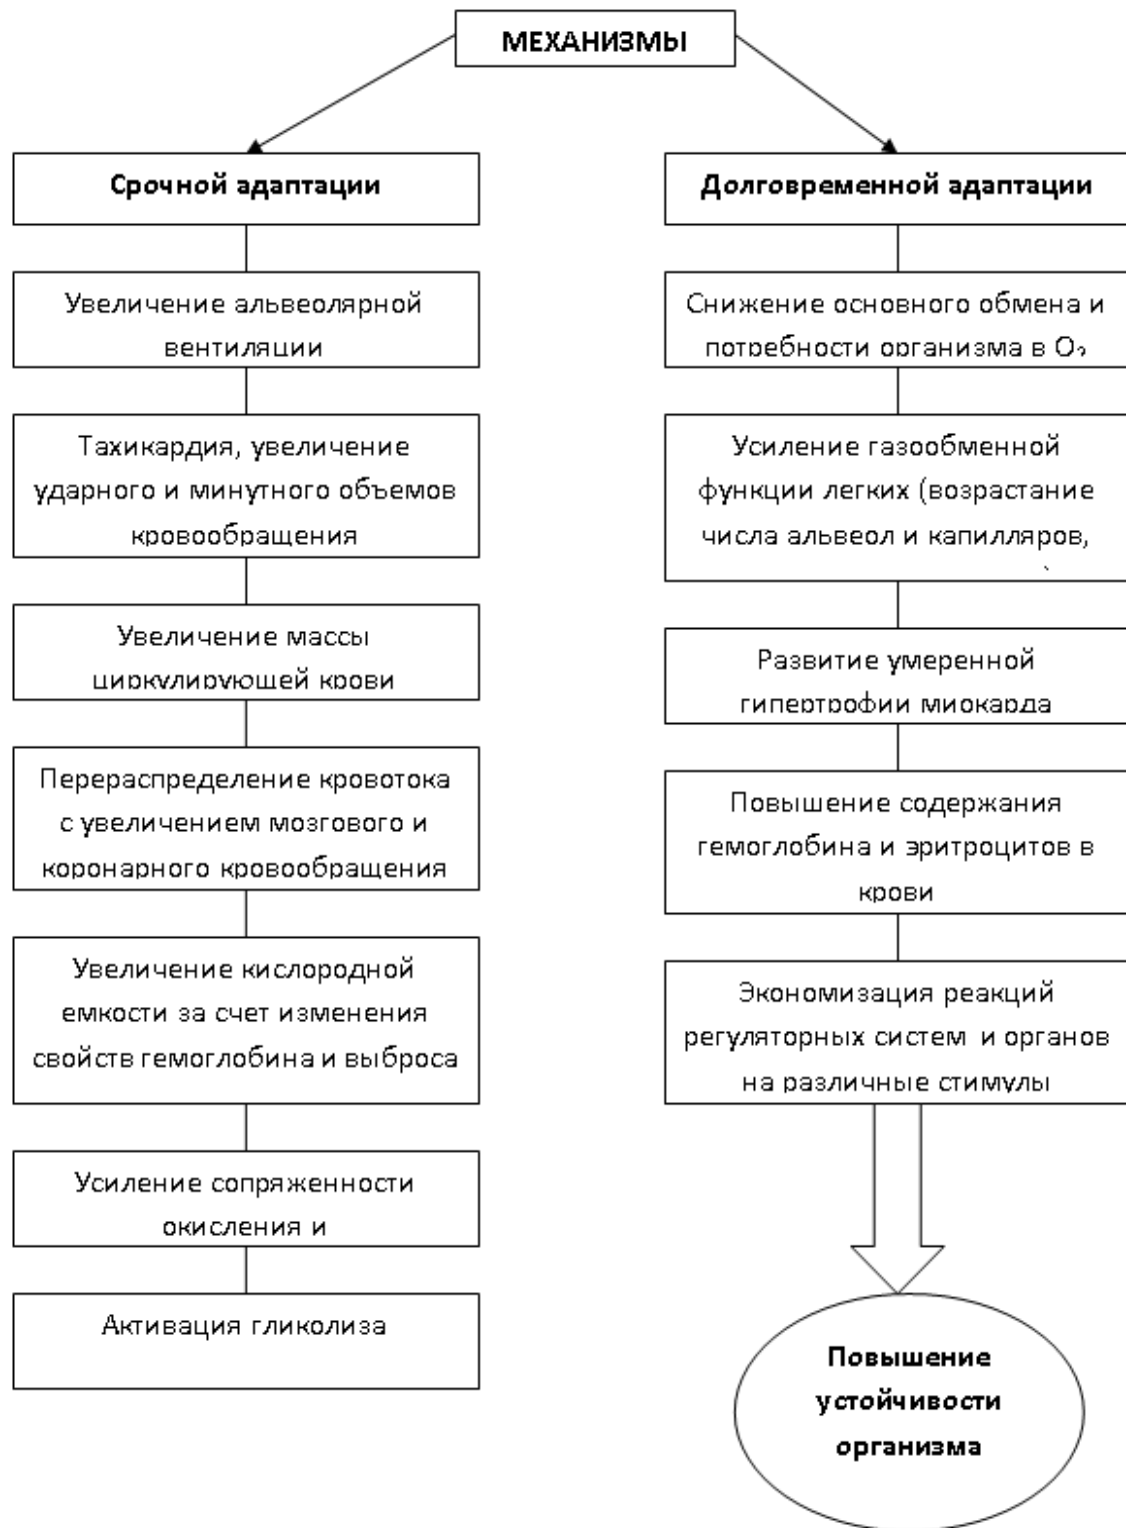 МЕХАНИЗМЫ
Срочной адаптации
Увеличение альвеолярной
вентиляции
Тахикардия, увеличение
ударного и минутного объемов
кровообращения
Увеличение массы
циркулирующей крови
Перераспределение кровотока
с увеличением мозгового и
коронарного кровообращения
Увеличение кислородной
емкости за счет изменения
свойств гемоглобина и выброса
Усиление сопряженности
окисления и
Активация гликолиза
Долговременной адаптации
Снижение основного обмена и
потребности организма в O₂
Усиление газообменной
функции легких (возрастание
числа альвеол и капилляров,
Развитие умеренной
гипертрофии миокарда
Повышение содержания
гемоглобина и эритроцитов в
крови
Экономизация реакций
регуляторных систем и органов
на различные стимулы
Повышение
устойчивости
организма